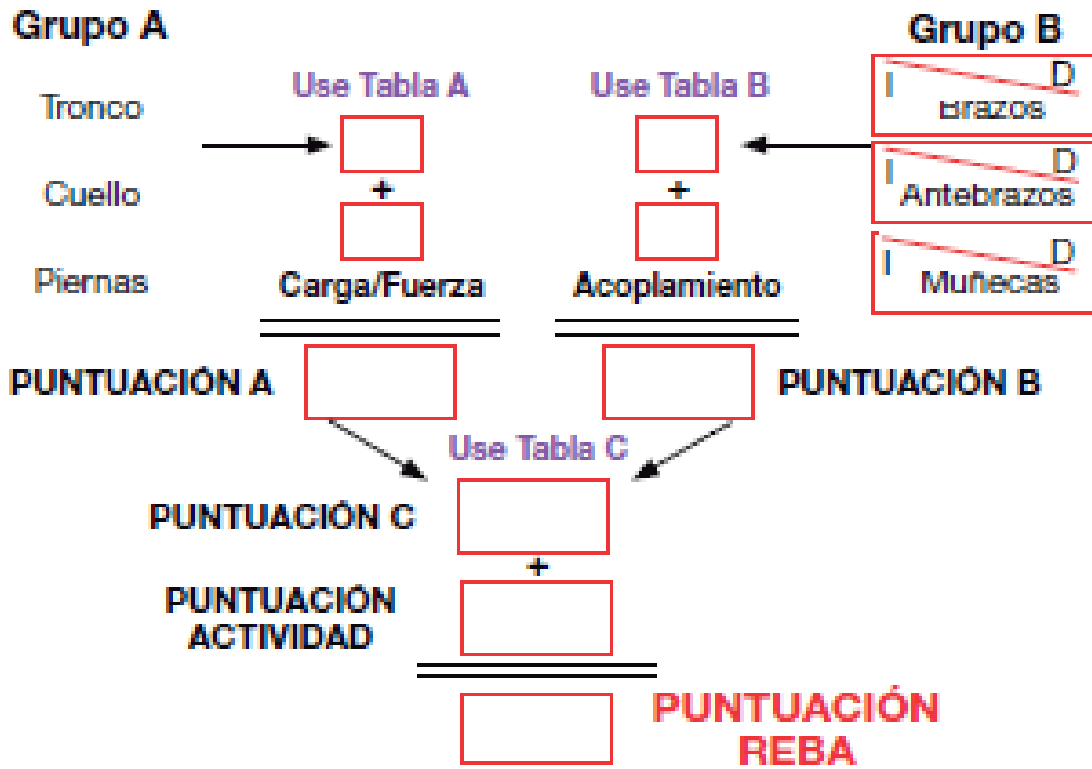 Grupo A
Grupo B
Use Tabla A
Use Tabla B
I D
Brazos
Tronco
+
+
I D
Antebrazos
Cuello
I D
Muñecas
Piernas
Carga/Fuerza
Acoplamiento
PUNTUACIÓN A
PUNTUACIÓN B
Use Tabla C
PUNTUACIÓN C
+
PUNTUACIÓN
ACTIVIDAD
PUNTUACIÓN
REBA